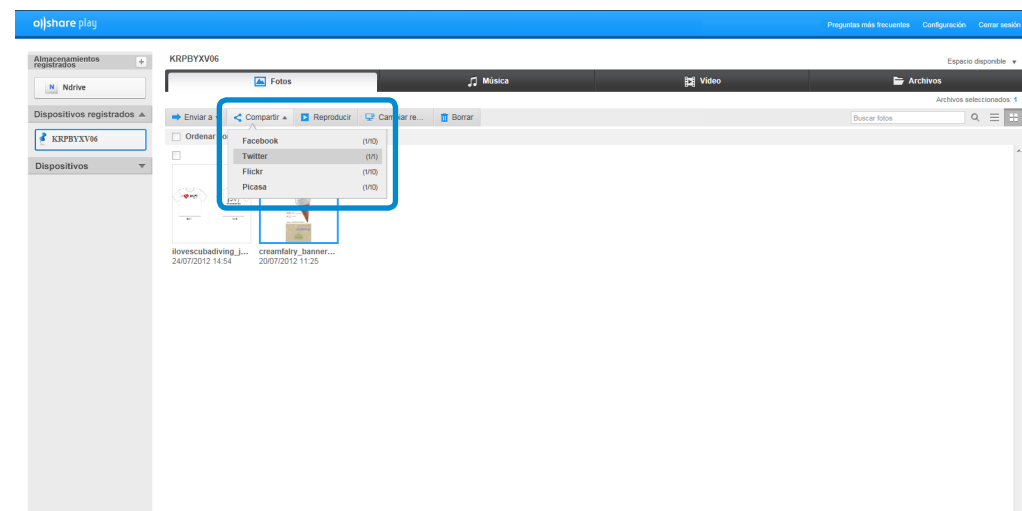 allshare play
Preguntas más frecuentes Configuración Cerrar sesión
Almacenamientos registrados +
N Ndrive
Dispositivos registrados
KRPBYXV06
Dispositivos
KRPBYXV06
Espacio disponible
Fotos Música Vídeo Archivos
Archivos seleccionados: 1
Enviar a Compartir Reproducir Borrar
Buscar fotos
Ordenar
Facebook (1/10)
Twitter (1/1)
Flickr (1/10)
Picasa (1/10)
ilovescubadiving_j... creamfalry_banner...
24/07/2012 14:54 20/07/2012 11:25